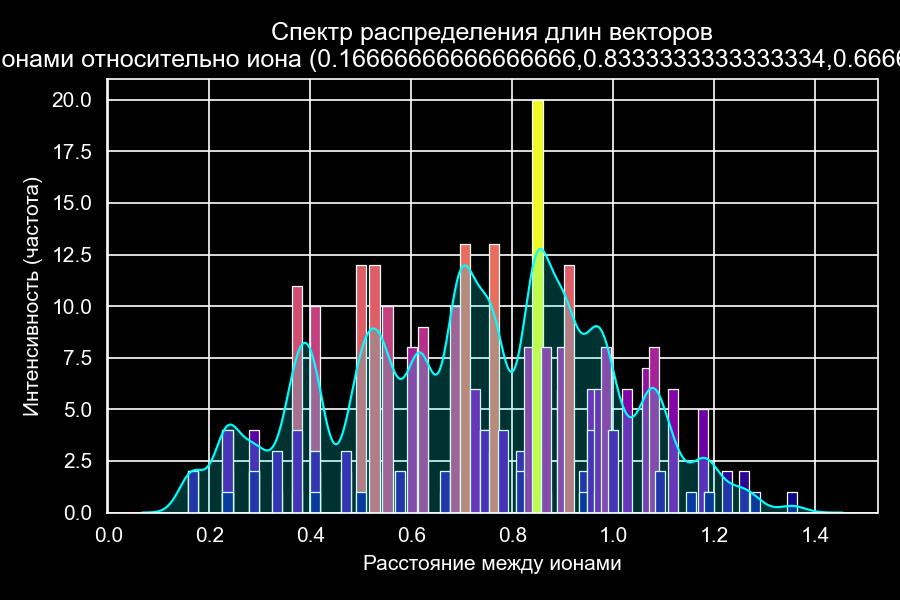 Спектр распределения длин векторов
онами относительно иона (0.16666666666666666,0.8333333333333334,0.6666
20.0
17.5
15.0
12.5
10.0
7.5
5.0
2.5
0.0
Интенсивность (частота)
0.0 0.2 0.4 0.6 0.8 1.0 1.2 1.4
Расстояние между ионами